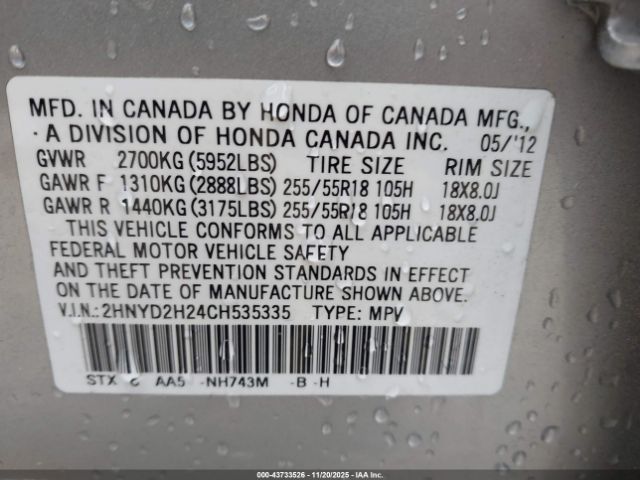 MFD. IN CANADA BY HONDA OF CANADA MFG.,
A DIVISION OF HONDA CANADA INC. 05/'12
GVWR 2700KG (5952LBS) TIRE SIZE RIM SIZE
GAWR F 1310KG (2888LBS) 255/55R18 105H 18X8.0J
GAWR R 1440KG (3175LBS) 255/55R18 105H 18X8.0J
THIS VEHICLE CONFORMS TO ALL APPLICABLE
FEDERAL MOTOR VEHICLE SAFETY
AND THEFT PREVENTION STANDARDS IN EFFECT
ON THE DATE OF MANUFACTURE SHOWN ABOVE.
V.I.N.: 2HNYD2H24CH535335 TYPE: MPV
STX C AA5 -NH743M -B -H
000-43733526 - 11/20/2025 - IAA Inc.